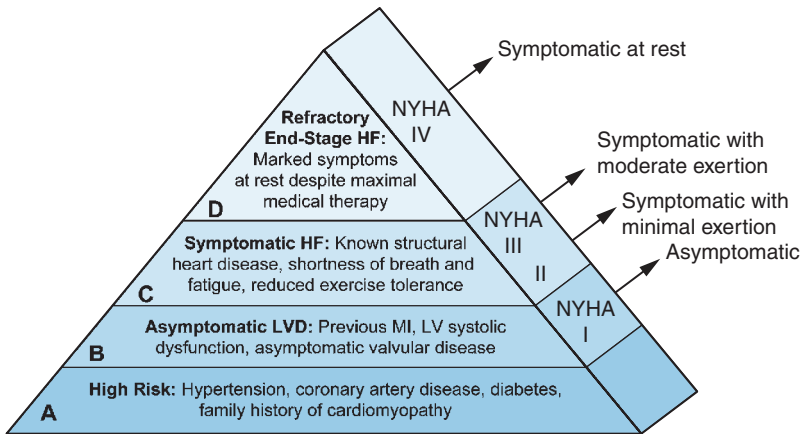 Refractory
End-Stage HF:
Marked symptoms
at rest despite maximal
medical therapy
D
Symptomatic HF: Known structural
heart disease, shortness of breath and
fatigue, reduced exercise tolerance
C
Asymptomatic LVD: Previous MI, LV systolic
dysfunction, asymptomatic valvular disease
B
High Risk: Hypertension, coronary artery disease, diabetes,
family history of cardiomyopathy
A
NYHA
IV
NYHA
III
II
NYHA
I
Symptomatic at rest
Symptomatic with
moderate exertion
Symptomatic with
minimal exertion
Asymptomatic